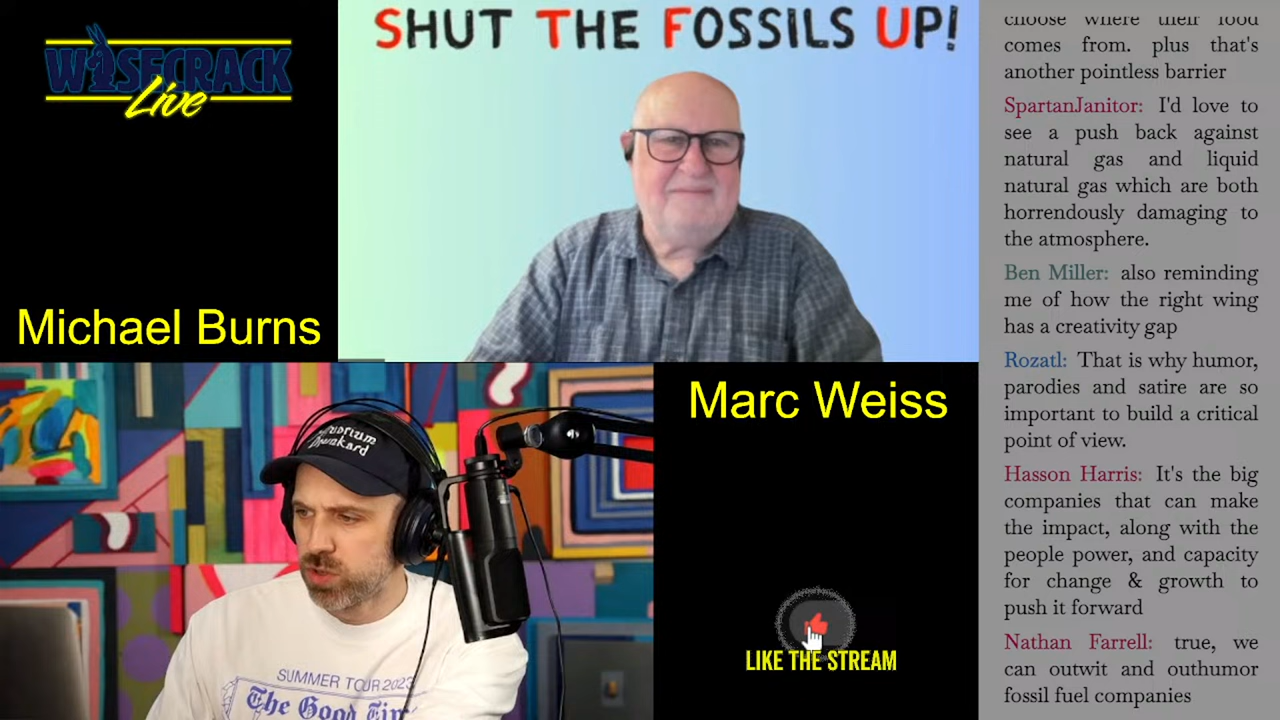 WISECRACK
Live
SHUT THE FOSSILS UP!
Michael Burns
Marc Weiss
Drunkard
SUMMER TOUR 2023
The Good
LIKE THE STREAM
choose where their food
comes from. plus that's
another pointless barrier
SpartanJanitor: I'd love to
see a push back against
natural gas and liquid
natural gas which are both
horrendously damaging to
the atmosphere.
Ben Miller: also reminding
me of how the right wing
has a creativity gap
Rozatl: That is why humor,
parodies and satire are so
important to build a critical
point of view.
Hasson Harris: It's the big
companies that can make
the impact, along with the
people power, and capacity
for change & growth to
push it forward
Nathan Farrell: true, we
can outwit and outhumor
fossil fuel companies